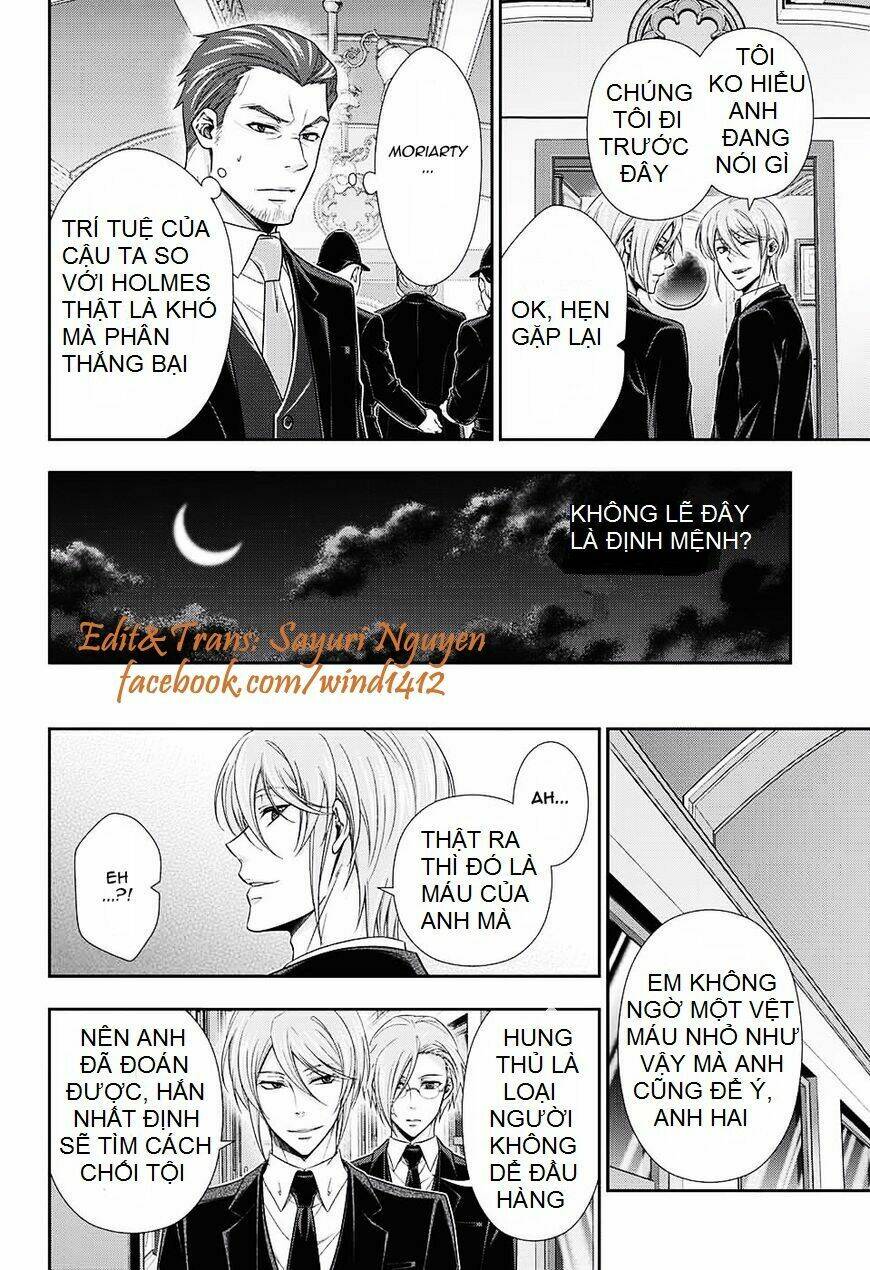 TÔI
KO HIỂU
ANH
ĐANG
NÓI GÌ
CHÚNG
TÔI ĐI
TRƯỚC
ĐÂY
OK, HẸN
GẶP LẠI
MORIARTY
...
TRÍ TUỆ CỦA
CẬU TA SO
VỚI HOLMES
THẬT LÀ KHÓ
MÀ PHÂN
THẮNG BẠI
KHÔNG LẼ ĐÂY
LÀ ĐỊNH MỆNH?
Edit&Trans: Sayuri Nguyen
facebook.com/wind1412
EM KHÔNG
NGỜ MỘT VỆT
MÁU NHỎ NHƯ
VẬY MÀ ANH
CŨNG ĐỂ Ý,
ANH HAI
AH...
THẬT RA
THÌ ĐÓ LÀ
MÁU CỦA
ANH MÀ
EH
...?!
HUNG
THỦ LÀ
LOẠI
NGƯỜI
KHÔNG
DỄ ĐẦU
HÀNG
NÊN ANH
ĐÃ ĐOÁN
ĐƯỢC, HẮN
NHẤT ĐỊNH
SẼ TÌM CÁCH
CHỐI TỘI